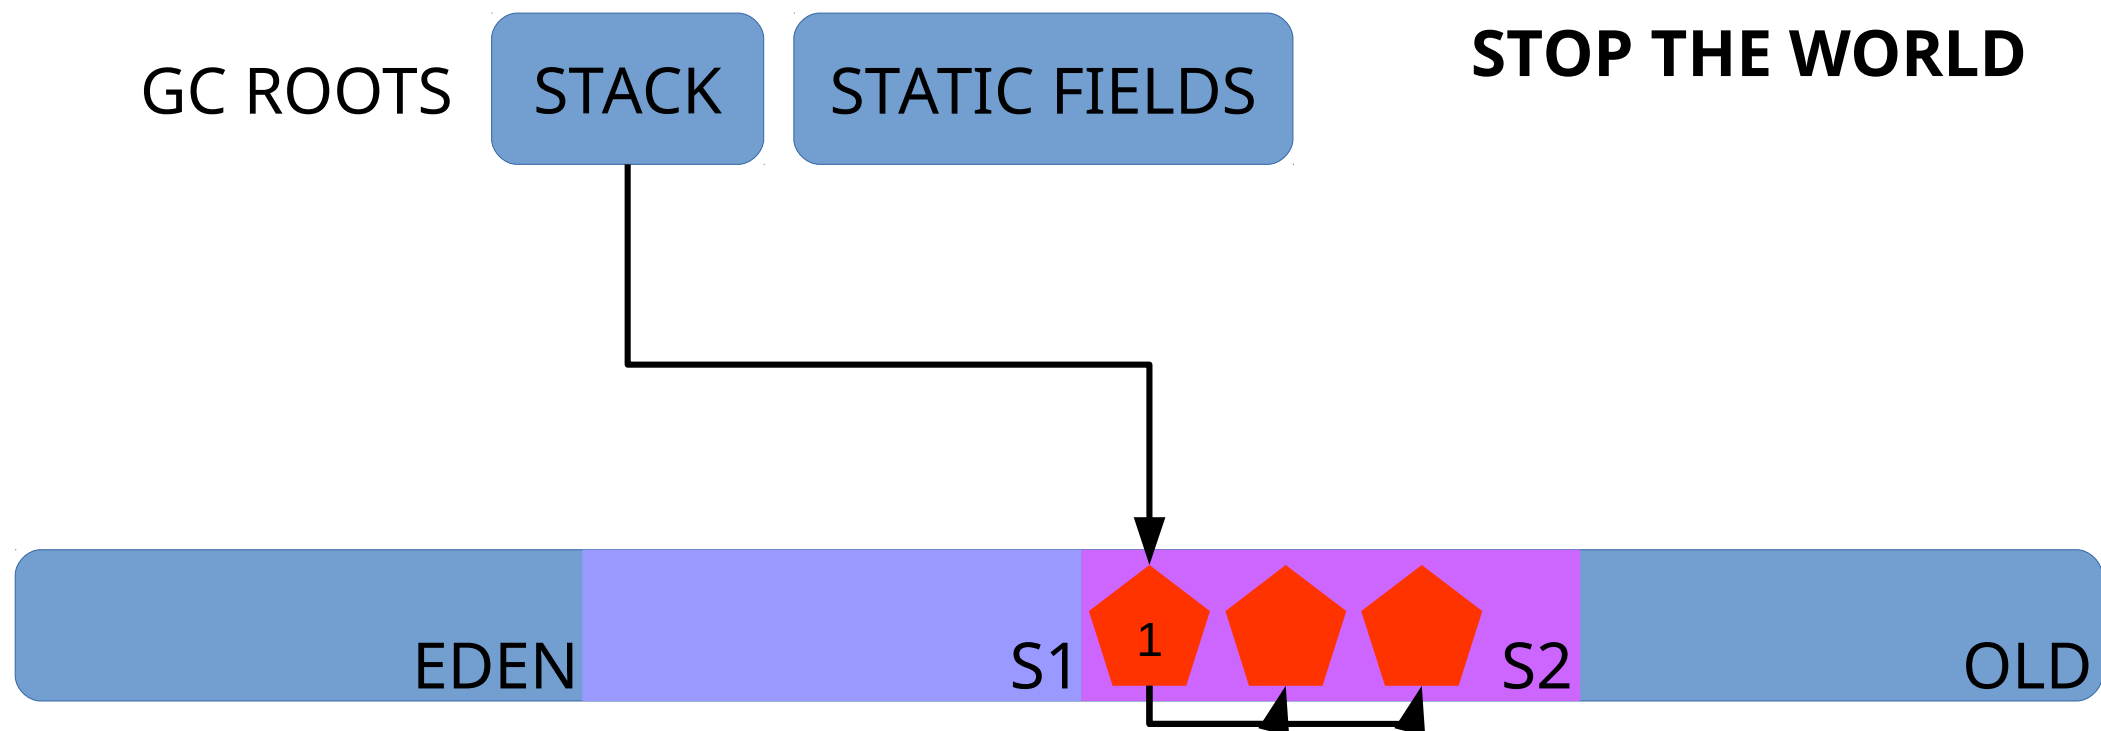 GC ROOTS
STACK
STATIC FIELDS
STOP THE WORLD
EDEN
S1
1
S2
OLD